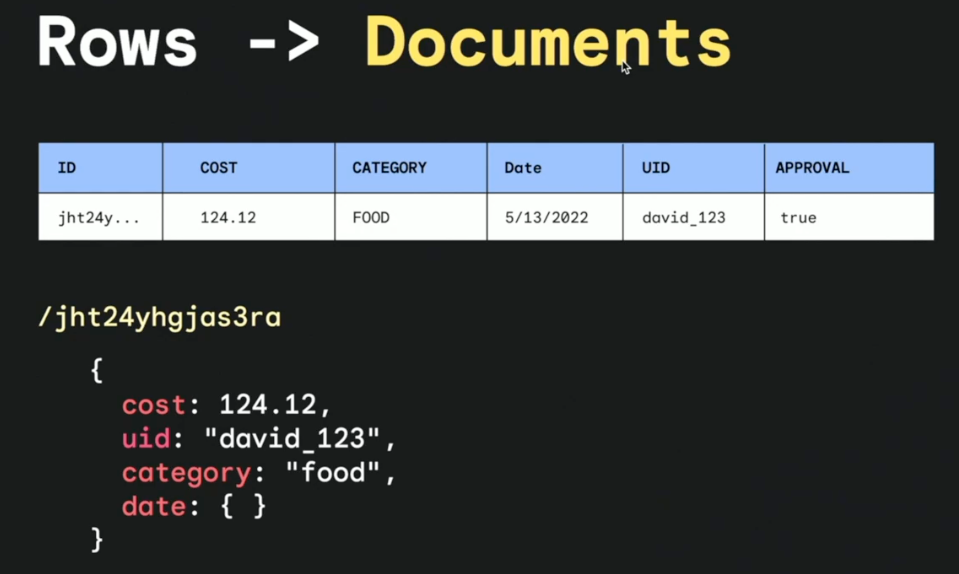 Rows -> Documents
ID COST CATEGORY Date UID APPROVAL
jht24y... 124.12 FOOD 5/13/2022 david_123 true
/jht24yhgjas3ra
{
cost: 124.12,
uid: "david_123",
category: "food",
date: { }
}